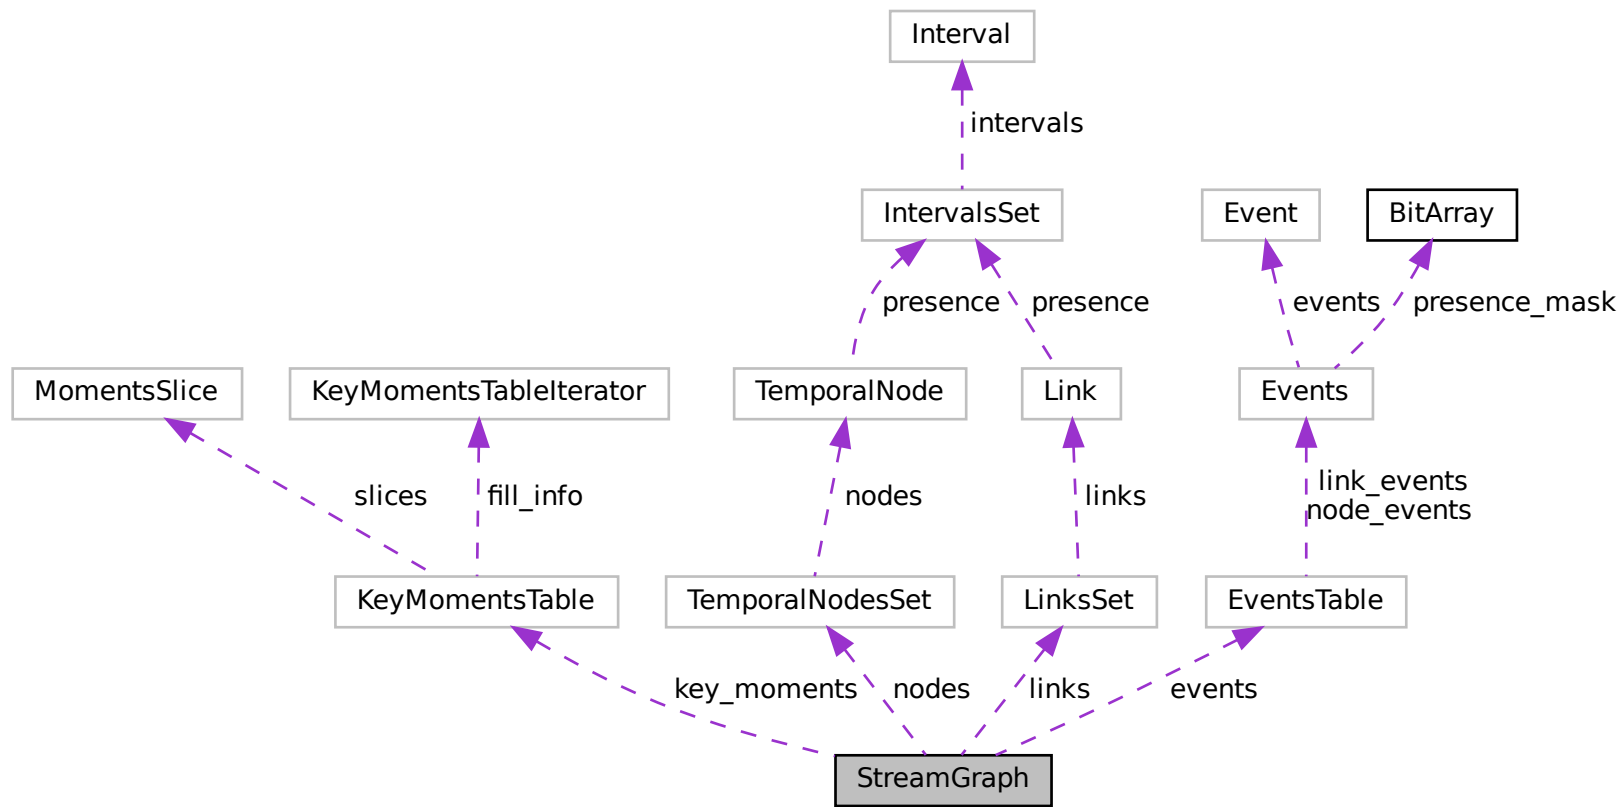 Interval
intervals
IntervalsSet
Event
BitArray
presence
presence
events
presence_mask
MomentsSlice
KeyMomentsTableIterator
TemporalNode
Link
Events
slices
fill_info
nodes
links
link_events
node_events
KeyMomentsTable
TemporalNodesSet
LinksSet
EventsTable
key_moments
nodes
links
events
StreamGraph